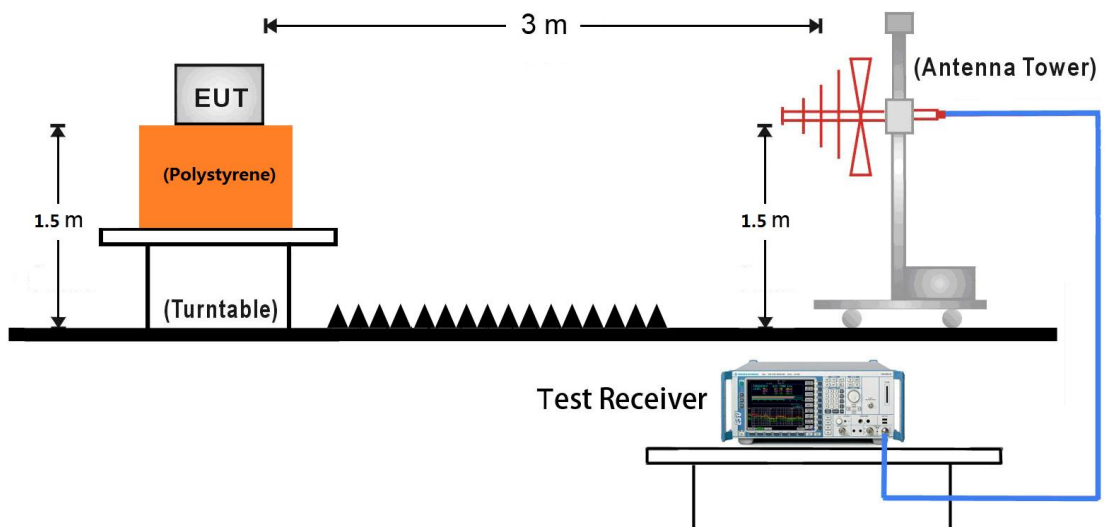 3 m
(Antenna Tower)
EUT
(Polystyrene)
1.5 m
1.5 m
(Turntable)
Test Receiver